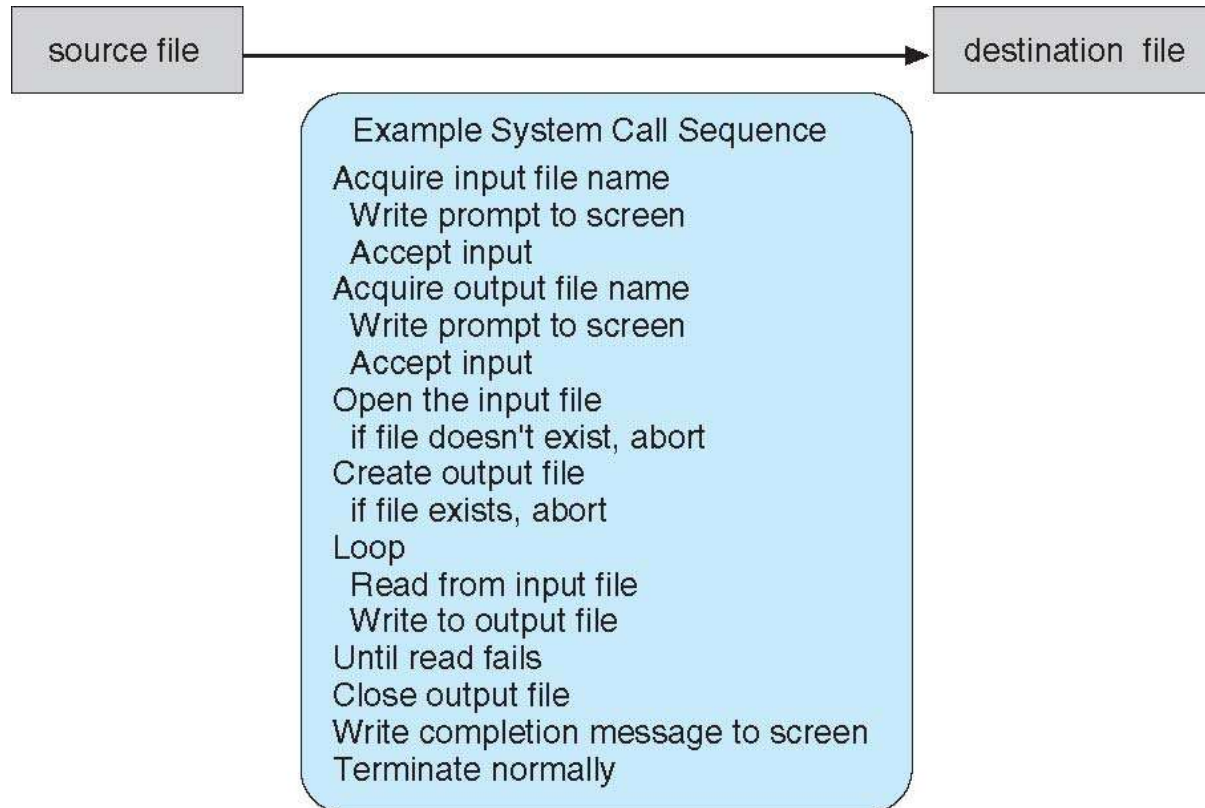 source file
destination file
Example System Call Sequence
Acquire input file name
Write prompt to screen
Accept input
Acquire output file name
Write prompt to screen
Accept input
Open the input file
if file doesn't exist, abort
Create output file
if file exists, abort
Loop
Read from input file
Write to output file
Until read fails
Close output file
Write completion message to screen
Terminate normally